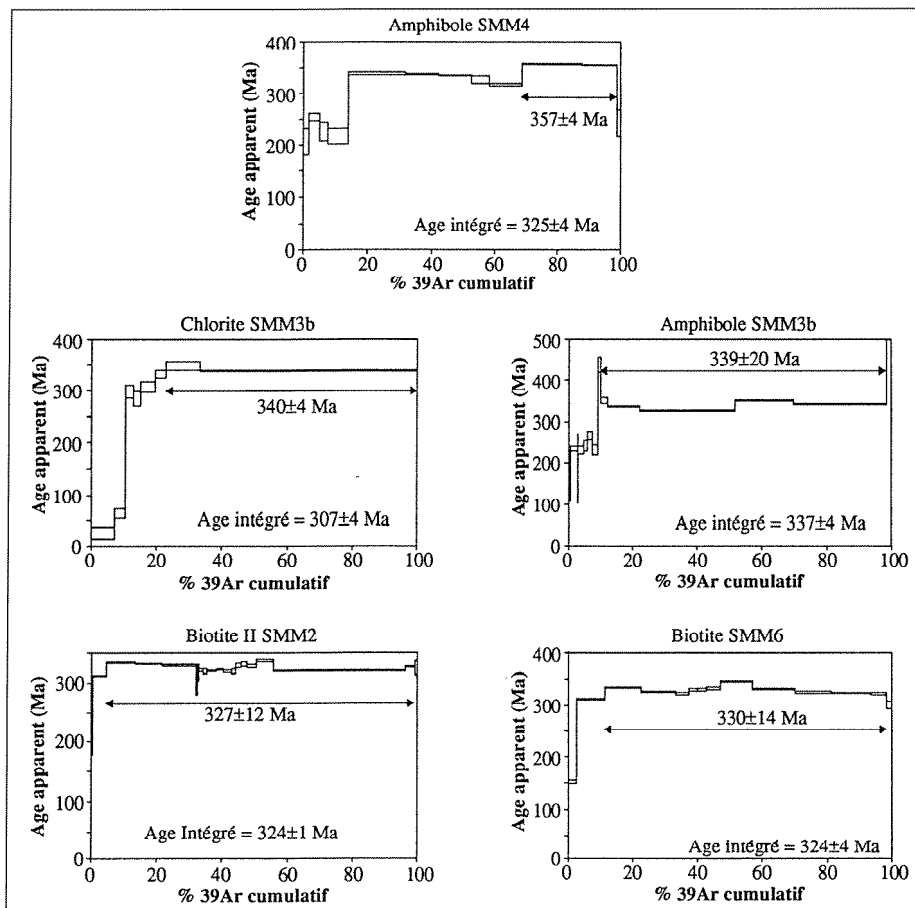 Amphibole SMM4
Age apparent (Ma)
400
300
200
100
0
357±4 Ma
Age intégré = 325±4 Ma
0 20 40 60 80 100
% 39Ar cumulatif
Chlorite SMM3b
Age apparent (Ma)
400
300
200
100
0
340±4 Ma
Age intégré = 307±4 Ma
0 20 40 60 80 100
% 39Ar cumulatif
Amphibole SMM3b
Age apparent (Ma)
500
400
300
200
100
0
339±20 Ma
Age intégré = 337±4 Ma
0 20 40 60 80 100
% 39Ar cumulatif
Biotite II SMM2
Age apparent (Ma)
300
200
100
0
327±12 Ma
Age Intégré = 324±1 Ma
0 20 40 60 80 100
% 39Ar cumulatif
Biotite SMM6
Age apparent (Ma)
400
300
200
100
0
330±14 Ma
Age intégré = 324±4 Ma
0 20 40 60 80 100
% 39Ar cumulatif